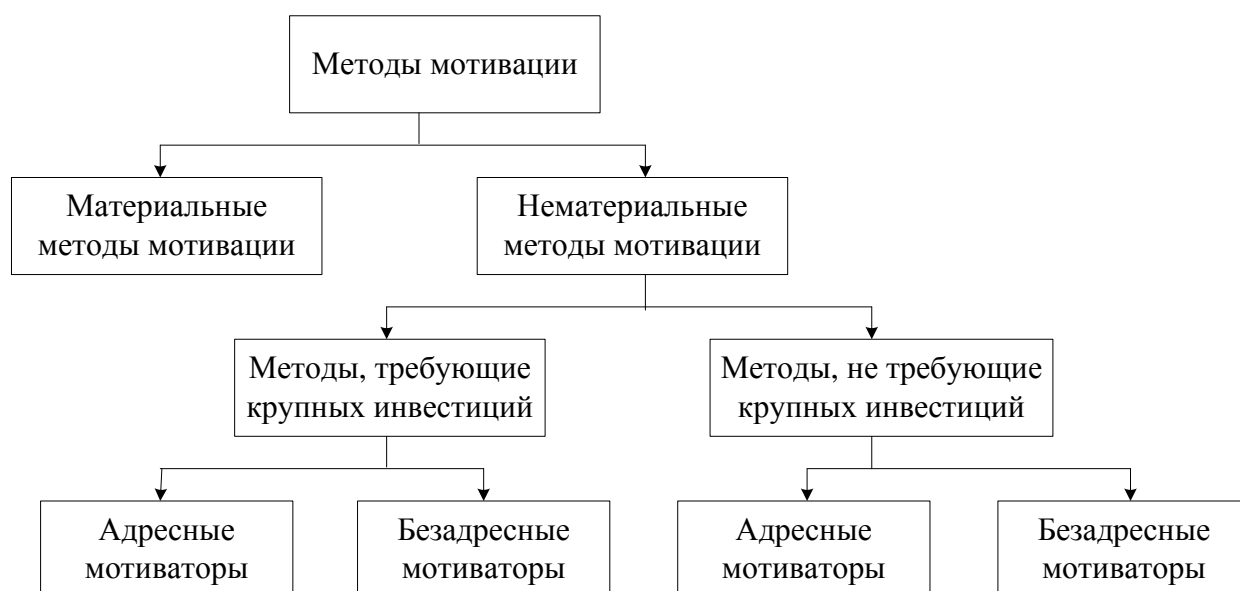 Методы мотивации
Материальные
методы мотивации
Нематериальные
методы мотивации
Методы, требующие
крупных инвестиций
Методы, не требующие
крупных инвестиций
Адресные
мотиваторы
Безадресные
мотиваторы
Адресные
мотиваторы
Безадресные
мотиваторы